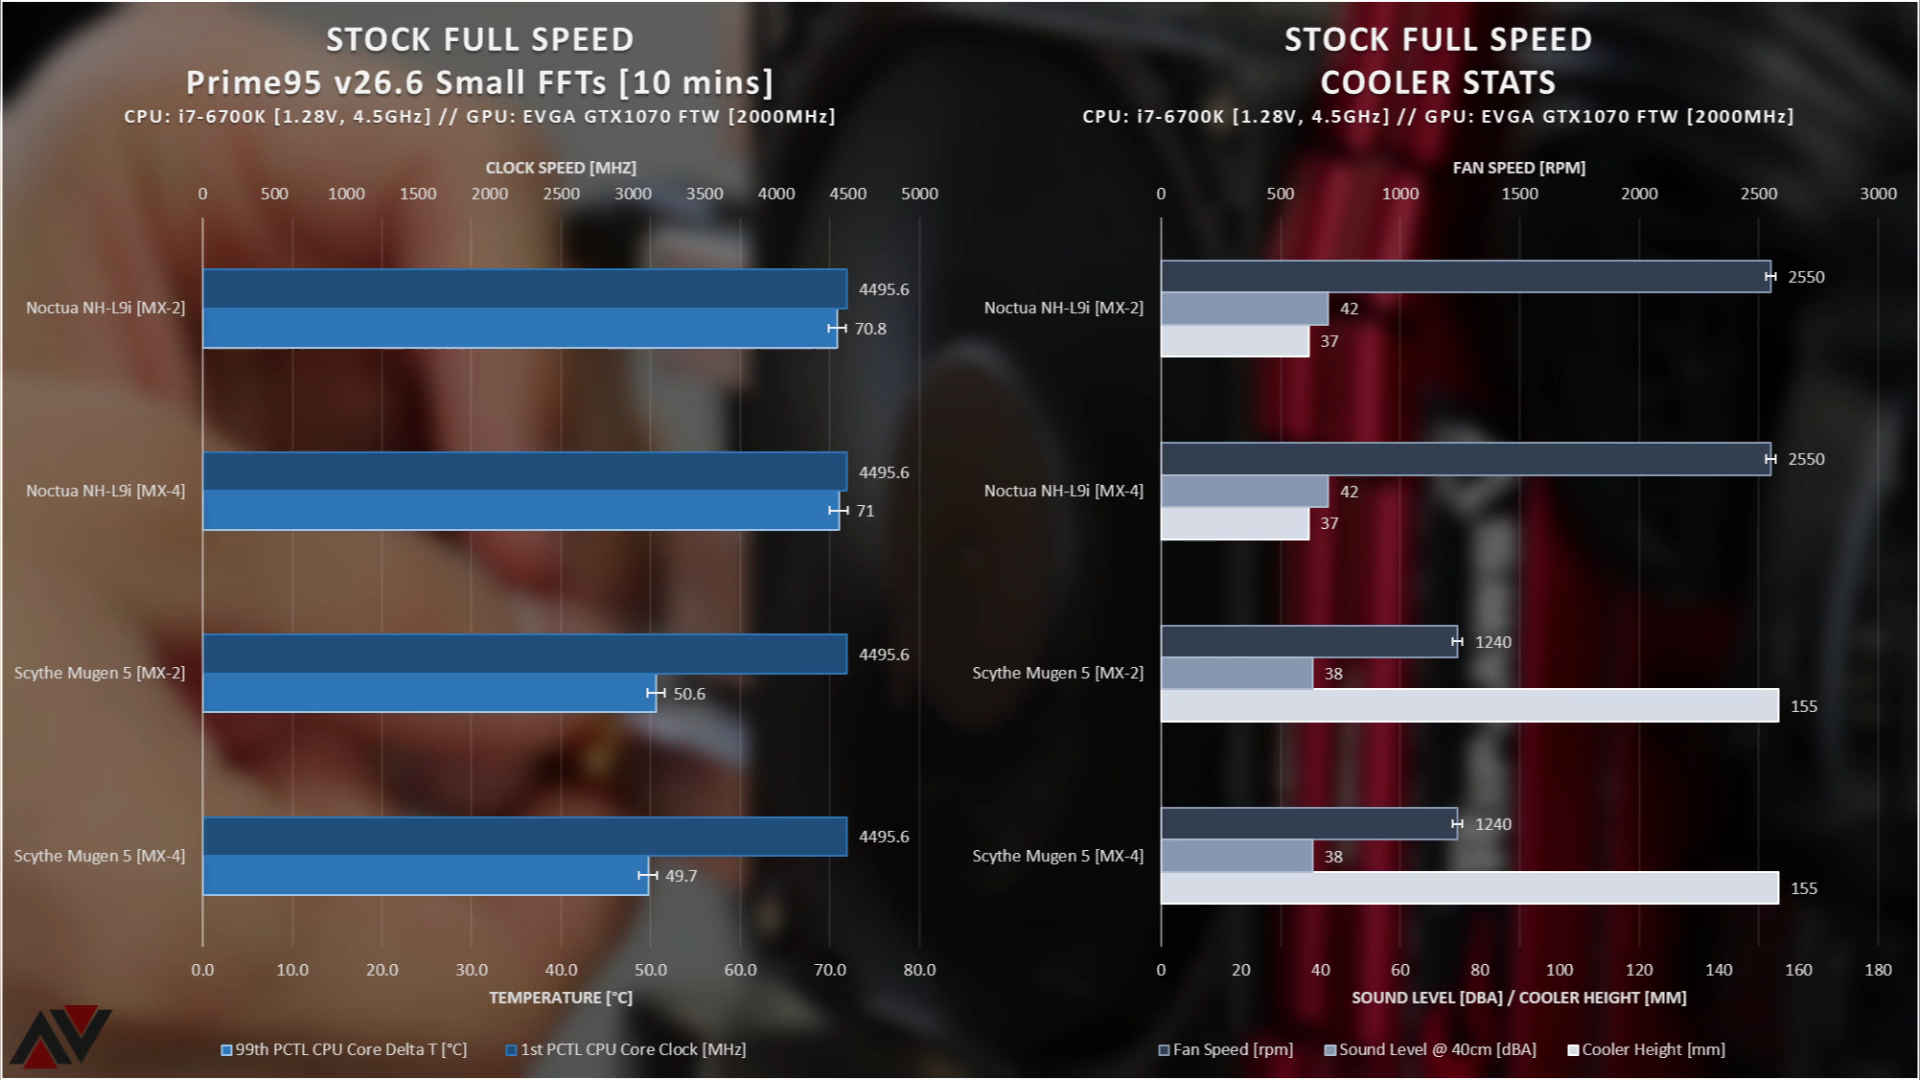 STOCK FULL SPEED
Prime95 v26.6 Small FFTs [10 mins]
CPU: i7-6700K [1.28V, 4.5GHz] // GPU: EVGA GTX1070 FTW [2000MHz]
CLOCK SPEED [MHZ]
0 500 1000 1500 2000 2500 3000 3500 4000 4500 5000
Noctua NH-L9i [MX-2]
4495.6
70.8
Noctua NH-L9i [MX-4]
4495.6
71
Scythe Mugen 5 [MX-2]
4495.6
50.6
Scythe Mugen 5 [MX-4]
4495.6
49.7
0.0 10.0 20.0 30.0 40.0 50.0 60.0 70.0 80.0
TEMPERATURE [°C]
99th PCTL CPU Core Delta T [°C] 1st PCTL CPU Core Clock [MHz]
STOCK FULL SPEED
COOLER STATS
CPU: i7-6700K [1.28V, 4.5GHz] // GPU: EVGA GTX1070 FTW [2000MHz]
FAN SPEED [RPM]
0 500 1000 1500 2000 2500 3000
Noctua NH-L9i [MX-2]
2550
42
37
Noctua NH-L9i [MX-4]
2550
42
37
Scythe Mugen 5 [MX-2]
1240
38
155
Scythe Mugen 5 [MX-4]
1240
38
155
0 20 40 60 80 100 120 140 160 180
SOUND LEVEL [DBA] / COOLER HEIGHT [MM]
Fan Speed [rpm] Sound Level @ 40cm [dBA] Cooler Height [mm]